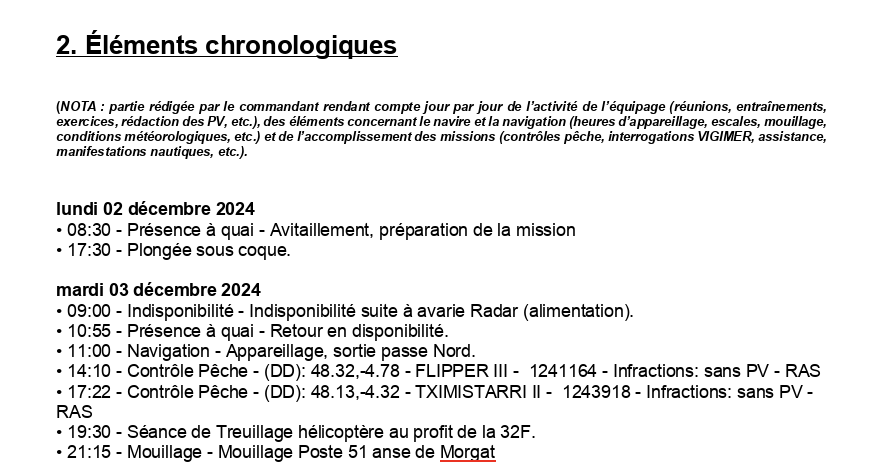 2. Éléments chronologiques
(NOTA : partie rédigée par le commandant rendant compte jour par jour de l'activité de l'équipage (réunions, entraînements,
exercices, rédaction des PV, etc.), des éléments concernant le navire et la navigation (heures d'appareillage, escales, mouillage,
conditions météorologiques, etc.) et de l'accomplissement des missions (contrôles pêche, interrogations VIGIMER, assistance,
manifestations nautiques, etc.).
lundi 02 décembre 2024
• 08:30 - Présence à quai - Avitaillement, préparation de la mission
• 17:30 - Plongée sous coque.
mardi 03 décembre 2024
• 09:00 - Indisponibilité - Indisponibilité suite à avarie Radar (alimentation).
• 10:55 - Présence à quai - Retour en disponibilité.
• 11:00 - Navigation - Appareillage, sortie passe Nord.
• 14:10 - Contrôle Pêche - (DD): 48.32,-4.78 - FLIPPER III -  1241164 - Infractions: sans PV - RAS
• 17:22 - Contrôle Pêche - (DD): 48.13,-4.32 - TXIMISTARRI II -  1243918 - Infractions: sans PV -
RAS
• 19:30 - Séance de Treuillage hélicoptère au profit de la 32F.
• 21:15 - Mouillage - Mouillage Poste 51 anse de Morgat